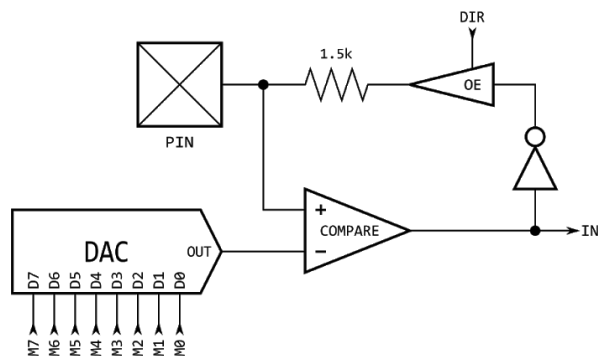 DIR
1.5k
OE
PIN
+
COMPARE
−
IN
DAC
OUT
D7 D6 D5 D4 D3 D2 D1 D0
M7 M6 M5 M4 M3 M2 M1 M0